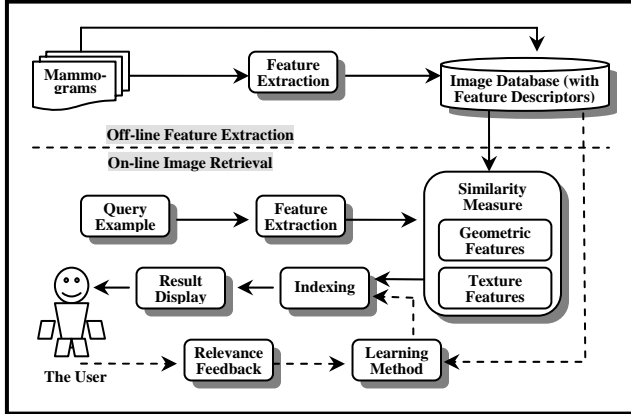 Mammo-
grams
Feature
Extraction
Image Database (with
Feature Descriptors)
Off-line Feature Extraction
On-line Image Retrieval
Query
Example
Feature
Extraction
Similarity
Measure
Geometric
Features
Texture
Features
Result
Display
Indexing
The User
Relevance
Feedback
Learning
Method